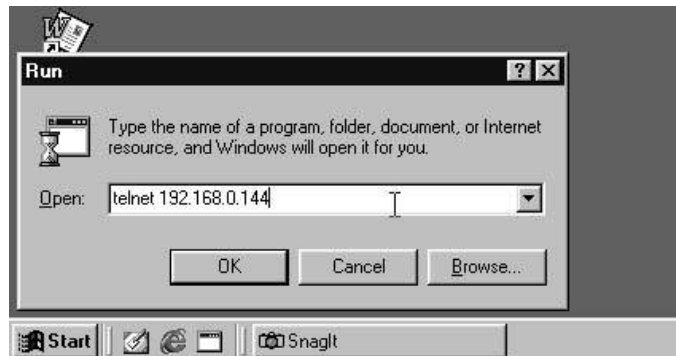 W
Run
Type the name of a program, folder, document, or Internet
resource, and Windows will open it for you.
Open:
telnet 192.168.0.144
OK
Cancel
Browse...
Start
SnagIt